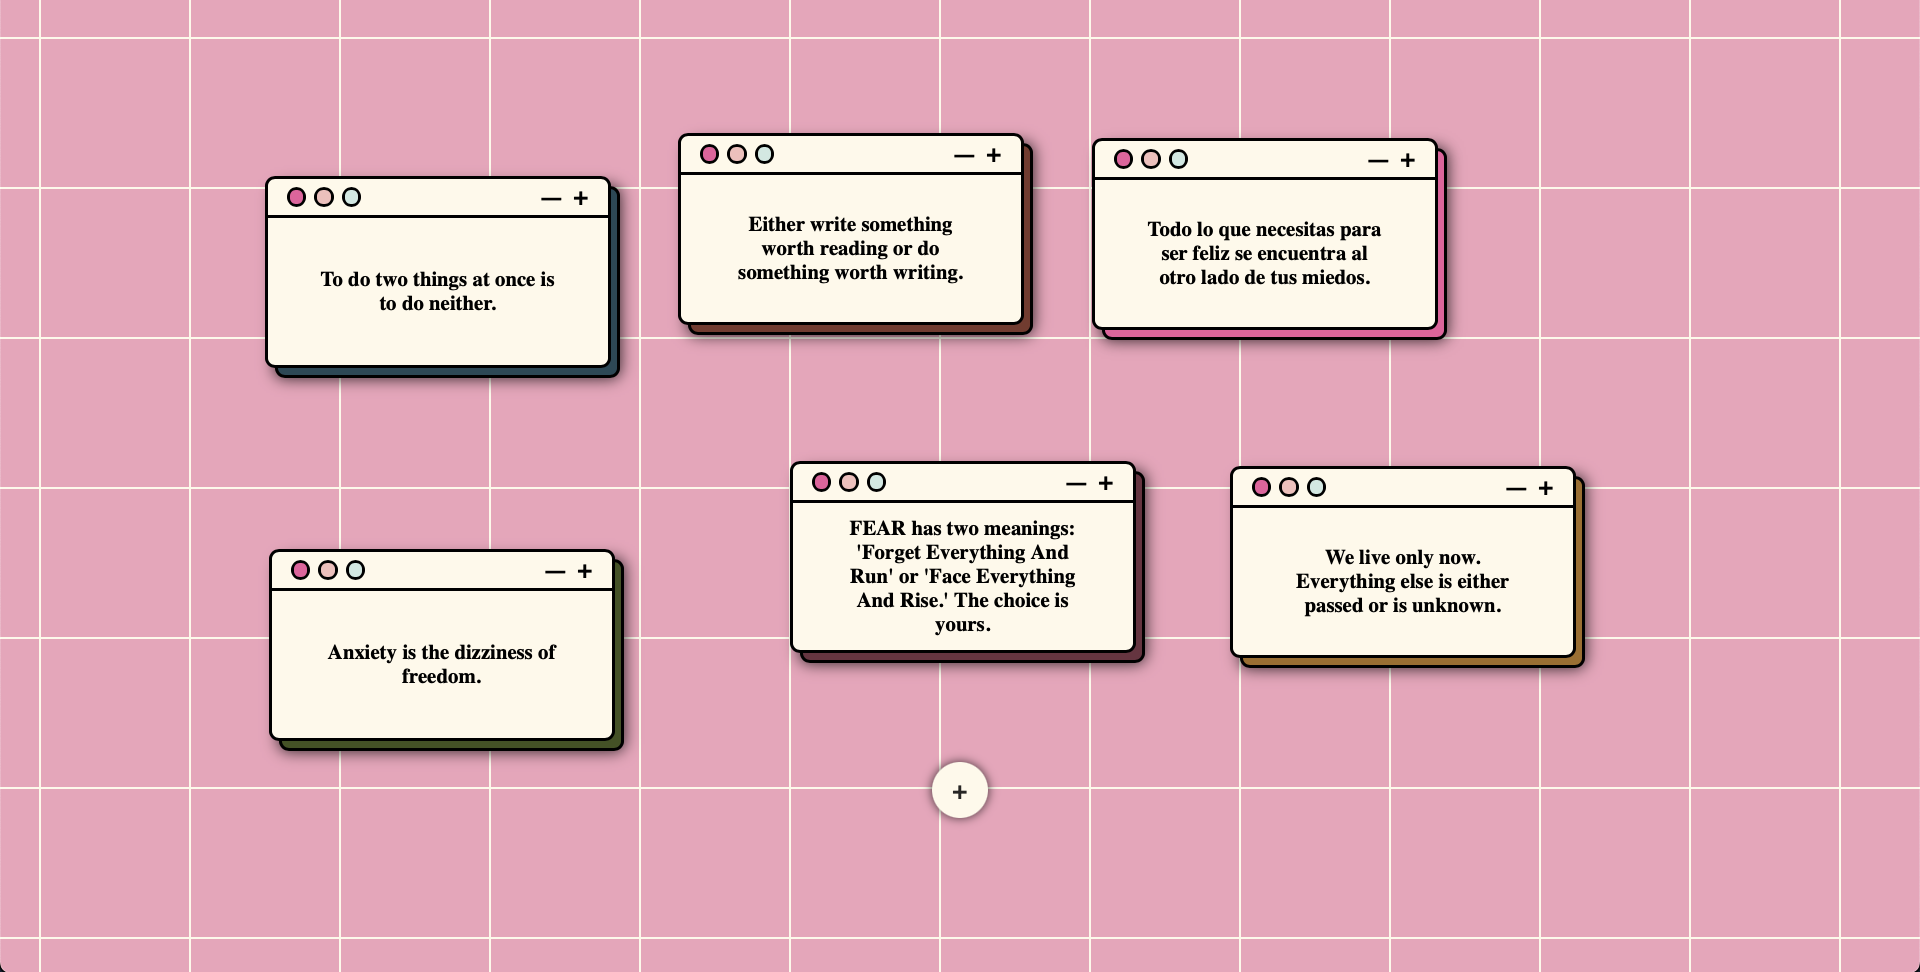 To do two things at once is
to do neither.
Either write something
worth reading or do
something worth writing.
Todo lo que necesitas para
ser feliz se encuentra al
otro lado de tus miedos.
Anxiety is the dizziness of
freedom.
FEAR has two meanings:
'Forget Everything And
Run' or 'Face Everything
And Rise.' The choice is
yours.
We live only now.
Everything else is either
passed or is unknown.